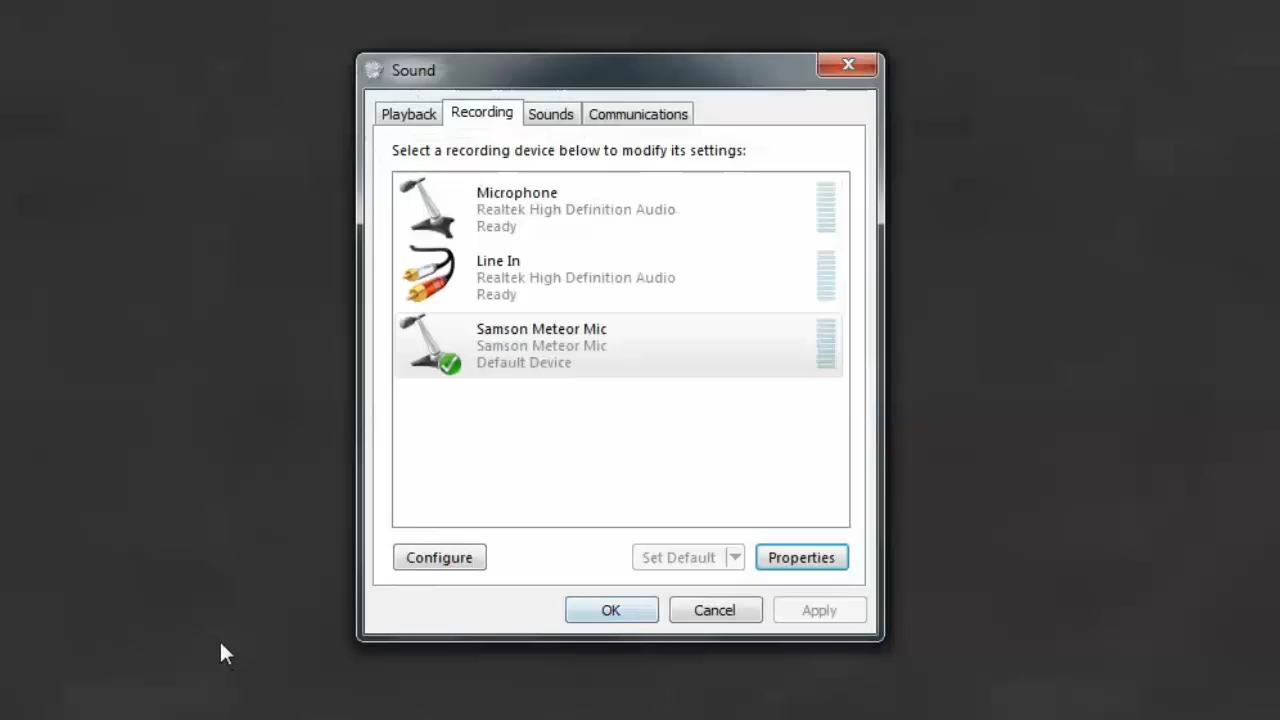 Sound
Playback
Recording
Sounds
Communications
Select a recording device below to modify its settings:
Microphone
Realtek High Definition Audio
Ready
Line In
Realtek High Definition Audio
Ready
Samson Meteor Mic
Samson Meteor Mic
Default Device
Configure
Set Default
Properties
OK
Cancel
Apply